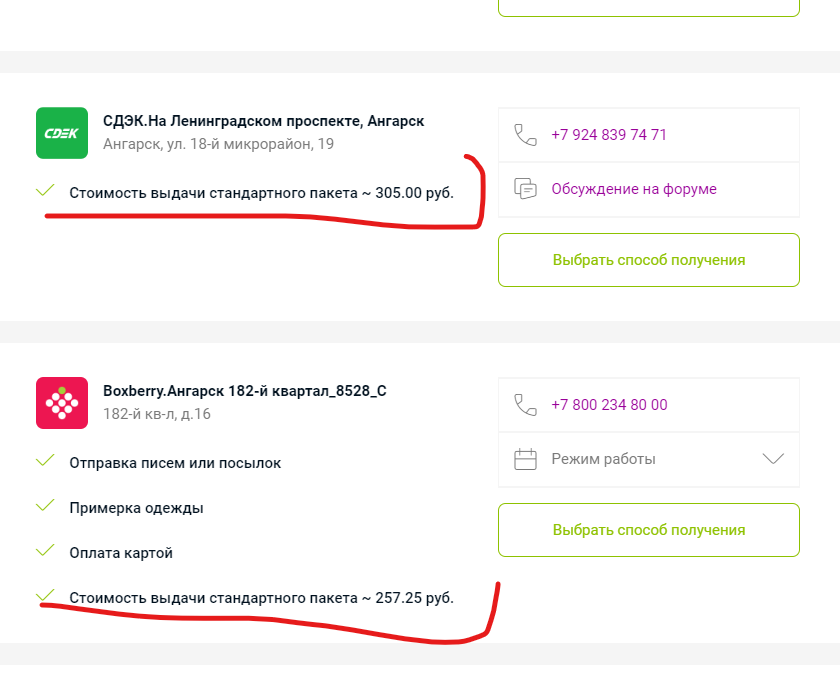 CDEK
СДЭК.На Ленинградском проспекте, Ангарск
Ангарск, ул. 18-й микрорайон, 19
Стоимость выдачи стандартного пакета ~ 305.00 руб.
+7 924 839 74 71
Обсуждение на форуме
Выбрать способ получения
Boxberry.Ангарск 182-й квартал_8528_С
182-й кв-л, д.16
Отправка писем или посылок
Примерка одежды
Оплата картой
Стоимость выдачи стандартного пакета ~ 257.25 руб.
+7 800 234 80 00
Режим работы
Выбрать способ получения